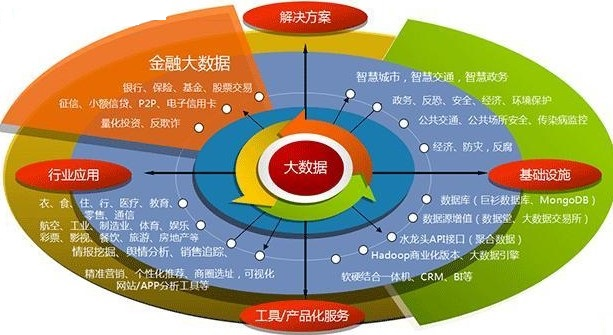 解决方案
金融大数据
银行、保险、基金、股票交易
征信、小额信贷、P2P、电子信用卡
量化投资、反欺诈
智慧城市，智慧交通，智慧政务
政务、反恐、安全、经济、环境保护
公共交通、公共场所安全、传染病监控
经济、防灾，反腐
行业应用
大数据
基础设施
衣、食、住、行、医疗、教育、
零售、通信
航空、工业、制造业、体育、娱乐
彩票、影视、餐饮、旅游、房地产等
情报挖掘、舆情分析、销售追踪、
精准营销、个性化推荐、商圈选址，可视化
网站/APP分析工具等
数据库（巨杉数据库、MongoDB）
数据源增值（数据堂、大数据交易所）
水龙头API接口（聚合数据）
Hadoop商业化版本、大数据引擎
软硬结合一体机、CRM、BI等
工具/产品化服务